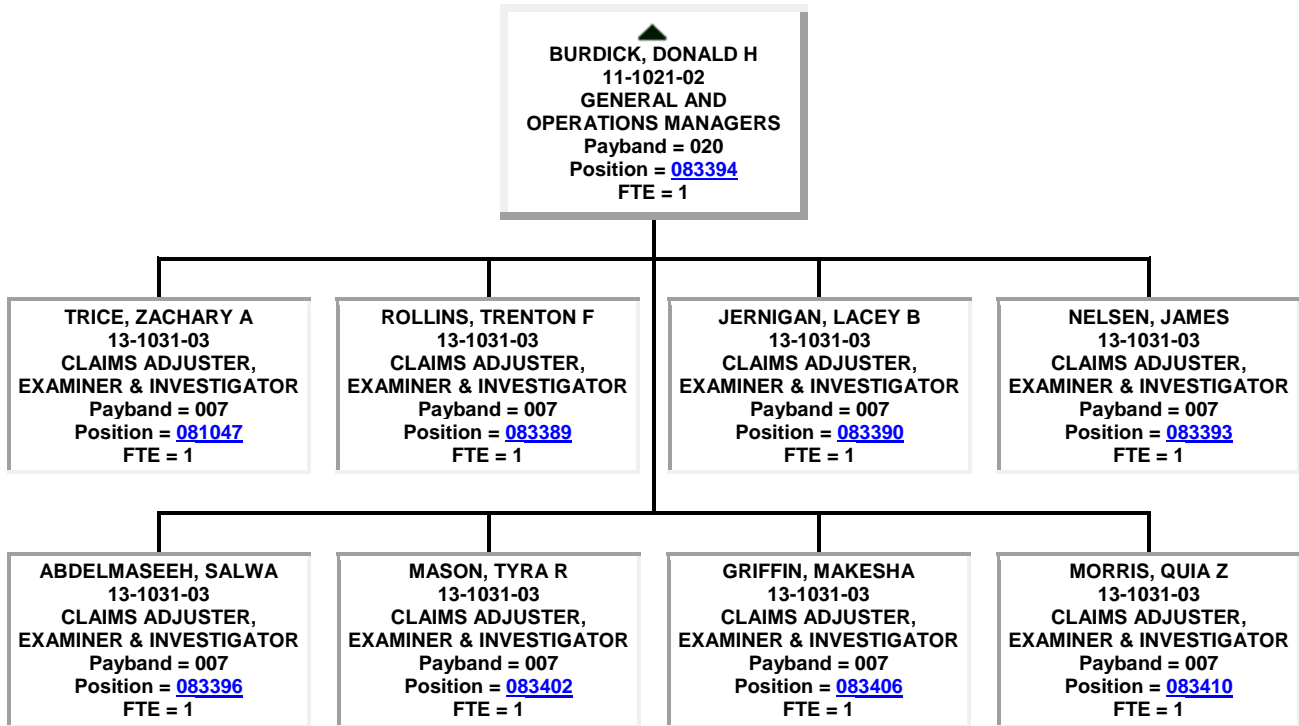 BURDICK, DONALD H
11-1021-02
GENERAL AND
OPERATIONS MANAGERS
Payband = 020
Position = 083394
FTE = 1
TRICE, ZACHARY A
13-1031-03
CLAIMS ADJUSTER,
EXAMINER & INVESTIGATOR
Payband = 007
Position = 081047
FTE = 1
ROLLINS, TRENTON F
13-1031-03
CLAIMS ADJUSTER,
EXAMINER & INVESTIGATOR
Payband = 007
Position = 083389
FTE = 1
JERNIGAN, LACEY B
13-1031-03
CLAIMS ADJUSTER,
EXAMINER & INVESTIGATOR
Payband = 007
Position = 083390
FTE = 1
NELSEN, JAMES
13-1031-03
CLAIMS ADJUSTER,
EXAMINER & INVESTIGATOR
Payband = 007
Position = 083393
FTE = 1
ABDELMASEEH, SALWA
13-1031-03
CLAIMS ADJUSTER,
EXAMINER & INVESTIGATOR
Payband = 007
Position = 083396
FTE = 1
MASON, TYRA R
13-1031-03
CLAIMS ADJUSTER,
EXAMINER & INVESTIGATOR
Payband = 007
Position = 083402
FTE = 1
GRIFFIN, MAKESHA
13-1031-03
CLAIMS ADJUSTER,
EXAMINER & INVESTIGATOR
Payband = 007
Position = 083406
FTE = 1
MORRIS, QUIA Z
13-1031-03
CLAIMS ADJUSTER,
EXAMINER & INVESTIGATOR
Payband = 007
Position = 083410
FTE = 1